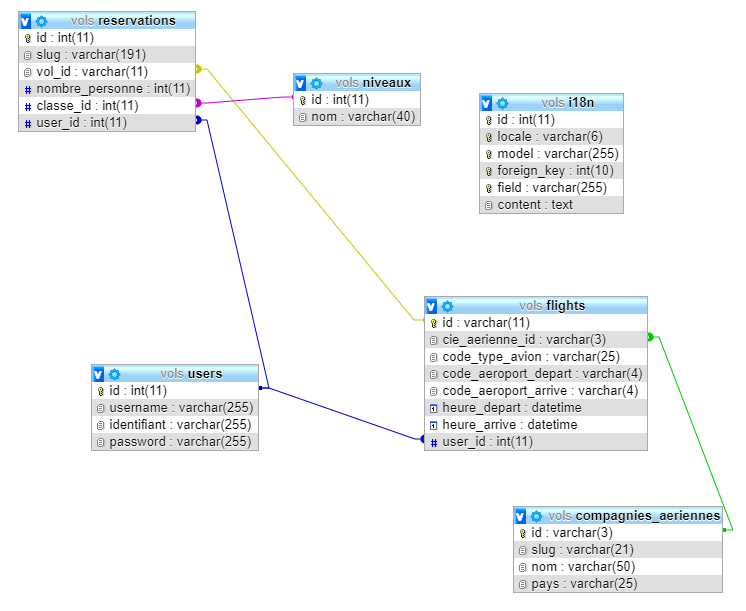 vols reservations
id : int(11)
slug : varchar(191)
vol_id : varchar(11)
# nombre_personne : int(11)
# classe_id : int(11)
# user_id : int(11)
vols niveaux
id : int(11)
nom : varchar(40)
vols i18n
id : int(11)
locale : varchar(6)
model : varchar(255)
foreign_key : int(10)
field : varchar(255)
content : text
vols flights
id : varchar(11)
cie_aerienne_id : varchar(3)
code_type_avion : varchar(25)
code_aeroport_depart : varchar(4)
code_aeroport_arrive : varchar(4)
heure_depart : datetime
heure_arrive : datetime
# user_id : int(11)
vols users
id : int(11)
username : varchar(255)
identifiant : varchar(255)
password : varchar(255)
vols compagnies_aeriennes
id : varchar(3)
slug : varchar(21)
nom : varchar(50)
pays : varchar(25)